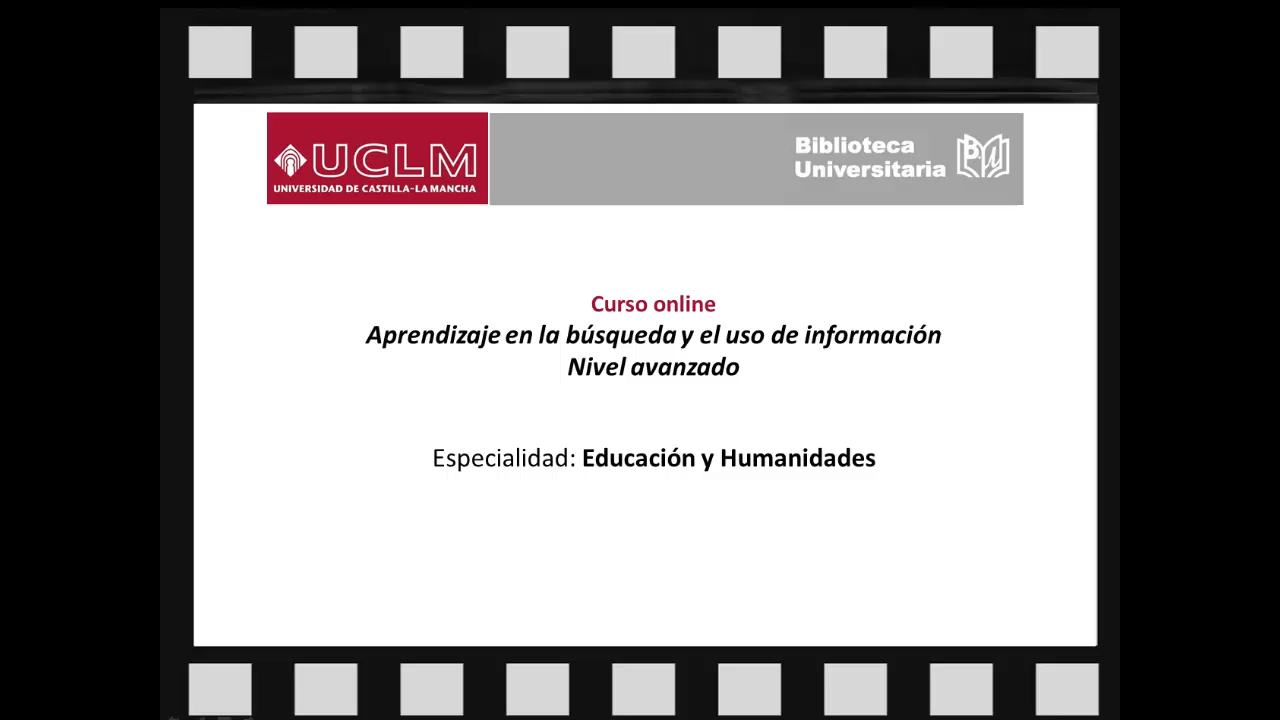 UCLM
UNIVERSIDAD DE CASTILLA-LA MANCHA
Biblioteca
Universitaria
Curso online
Aprendizaje en la búsqueda y el uso de información
Nivel avanzado
Especialidad: Educación y Humanidades